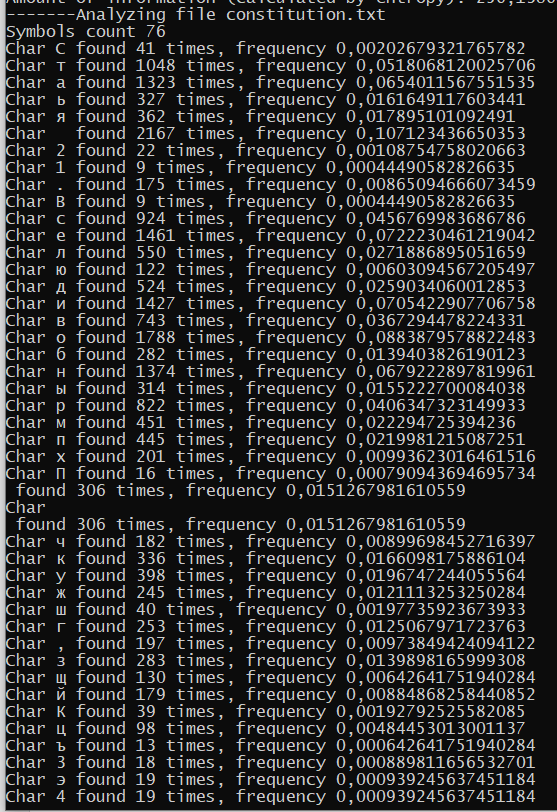 Amount of information (calculated by entropy):
-------Analyzing file constitution.txt
Symbols count 76
Char С found 41 times, frequency 0,00202679321765782
Char т found 1048 times, frequency 0,0518068120025706
Char а found 1323 times, frequency 0,0654011567551535
Char ь found 327 times, frequency 0,0161649117603441
Char я found 362 times, frequency 0,017895101092491
Char   found 2167 times, frequency 0,107123436650353
Char 2 found 22 times, frequency 0,00108754758020663
Char 1 found 9 times, frequency 0,00044490582826635
Char . found 175 times, frequency 0,00865094666073459
Char В found 9 times, frequency 0,00044490582826635
Char с found 924 times, frequency 0,0456769983686786
Char е found 1461 times, frequency 0,0722230461219042
Char л found 550 times, frequency 0,0271886895051659
Char ю found 122 times, frequency 0,00603094567205497
Char д found 524 times, frequency 0,0259034060012853
Char и found 1427 times, frequency 0,0705422907706758
Char в found 743 times, frequency 0,0367294478224331
Char о found 1788 times, frequency 0,0883879578822483
Char б found 282 times, frequency 0,0139403826190123
Char н found 1374 times, frequency 0,0679222897819961
Char ы found 314 times, frequency 0,0155222700084038
Char р found 822 times, frequency 0,0406347323149933
Char м found 451 times, frequency 0,022294725394236
Char п found 445 times, frequency 0,0219981215087251
Char х found 201 times, frequency 0,00993623016461516
Char П found 16 times, frequency 0,000790943694695734
found 306 times, frequency 0,0151267981610559
Char
found 306 times, frequency 0,0151267981610559
Char ч found 182 times, frequency 0,00899698452716397
Char к found 336 times, frequency 0,0166098175886104
Char у found 398 times, frequency 0,0196747244055564
Char ж found 245 times, frequency 0,0121113253250284
Char ш found 40 times, frequency 0,00197735923673933
Char г found 253 times, frequency 0,0125067971723763
Char , found 197 times, frequency 0,00973849424094122
Char з found 283 times, frequency 0,0139898165999308
Char щ found 130 times, frequency 0,00642641751940284
Char й found 179 times, frequency 0,00884868258440852
Char К found 39 times, frequency 0,00192792525582085
Char ц found 98 times, frequency 0,00484453013001137
Char ъ found 13 times, frequency 0,000642641751940284
Char 3 found 18 times, frequency 0,000889811656532701
Char э found 19 times, frequency 0,000939245637451184
Char 4 found 19 times, frequency 0,000939245637451184